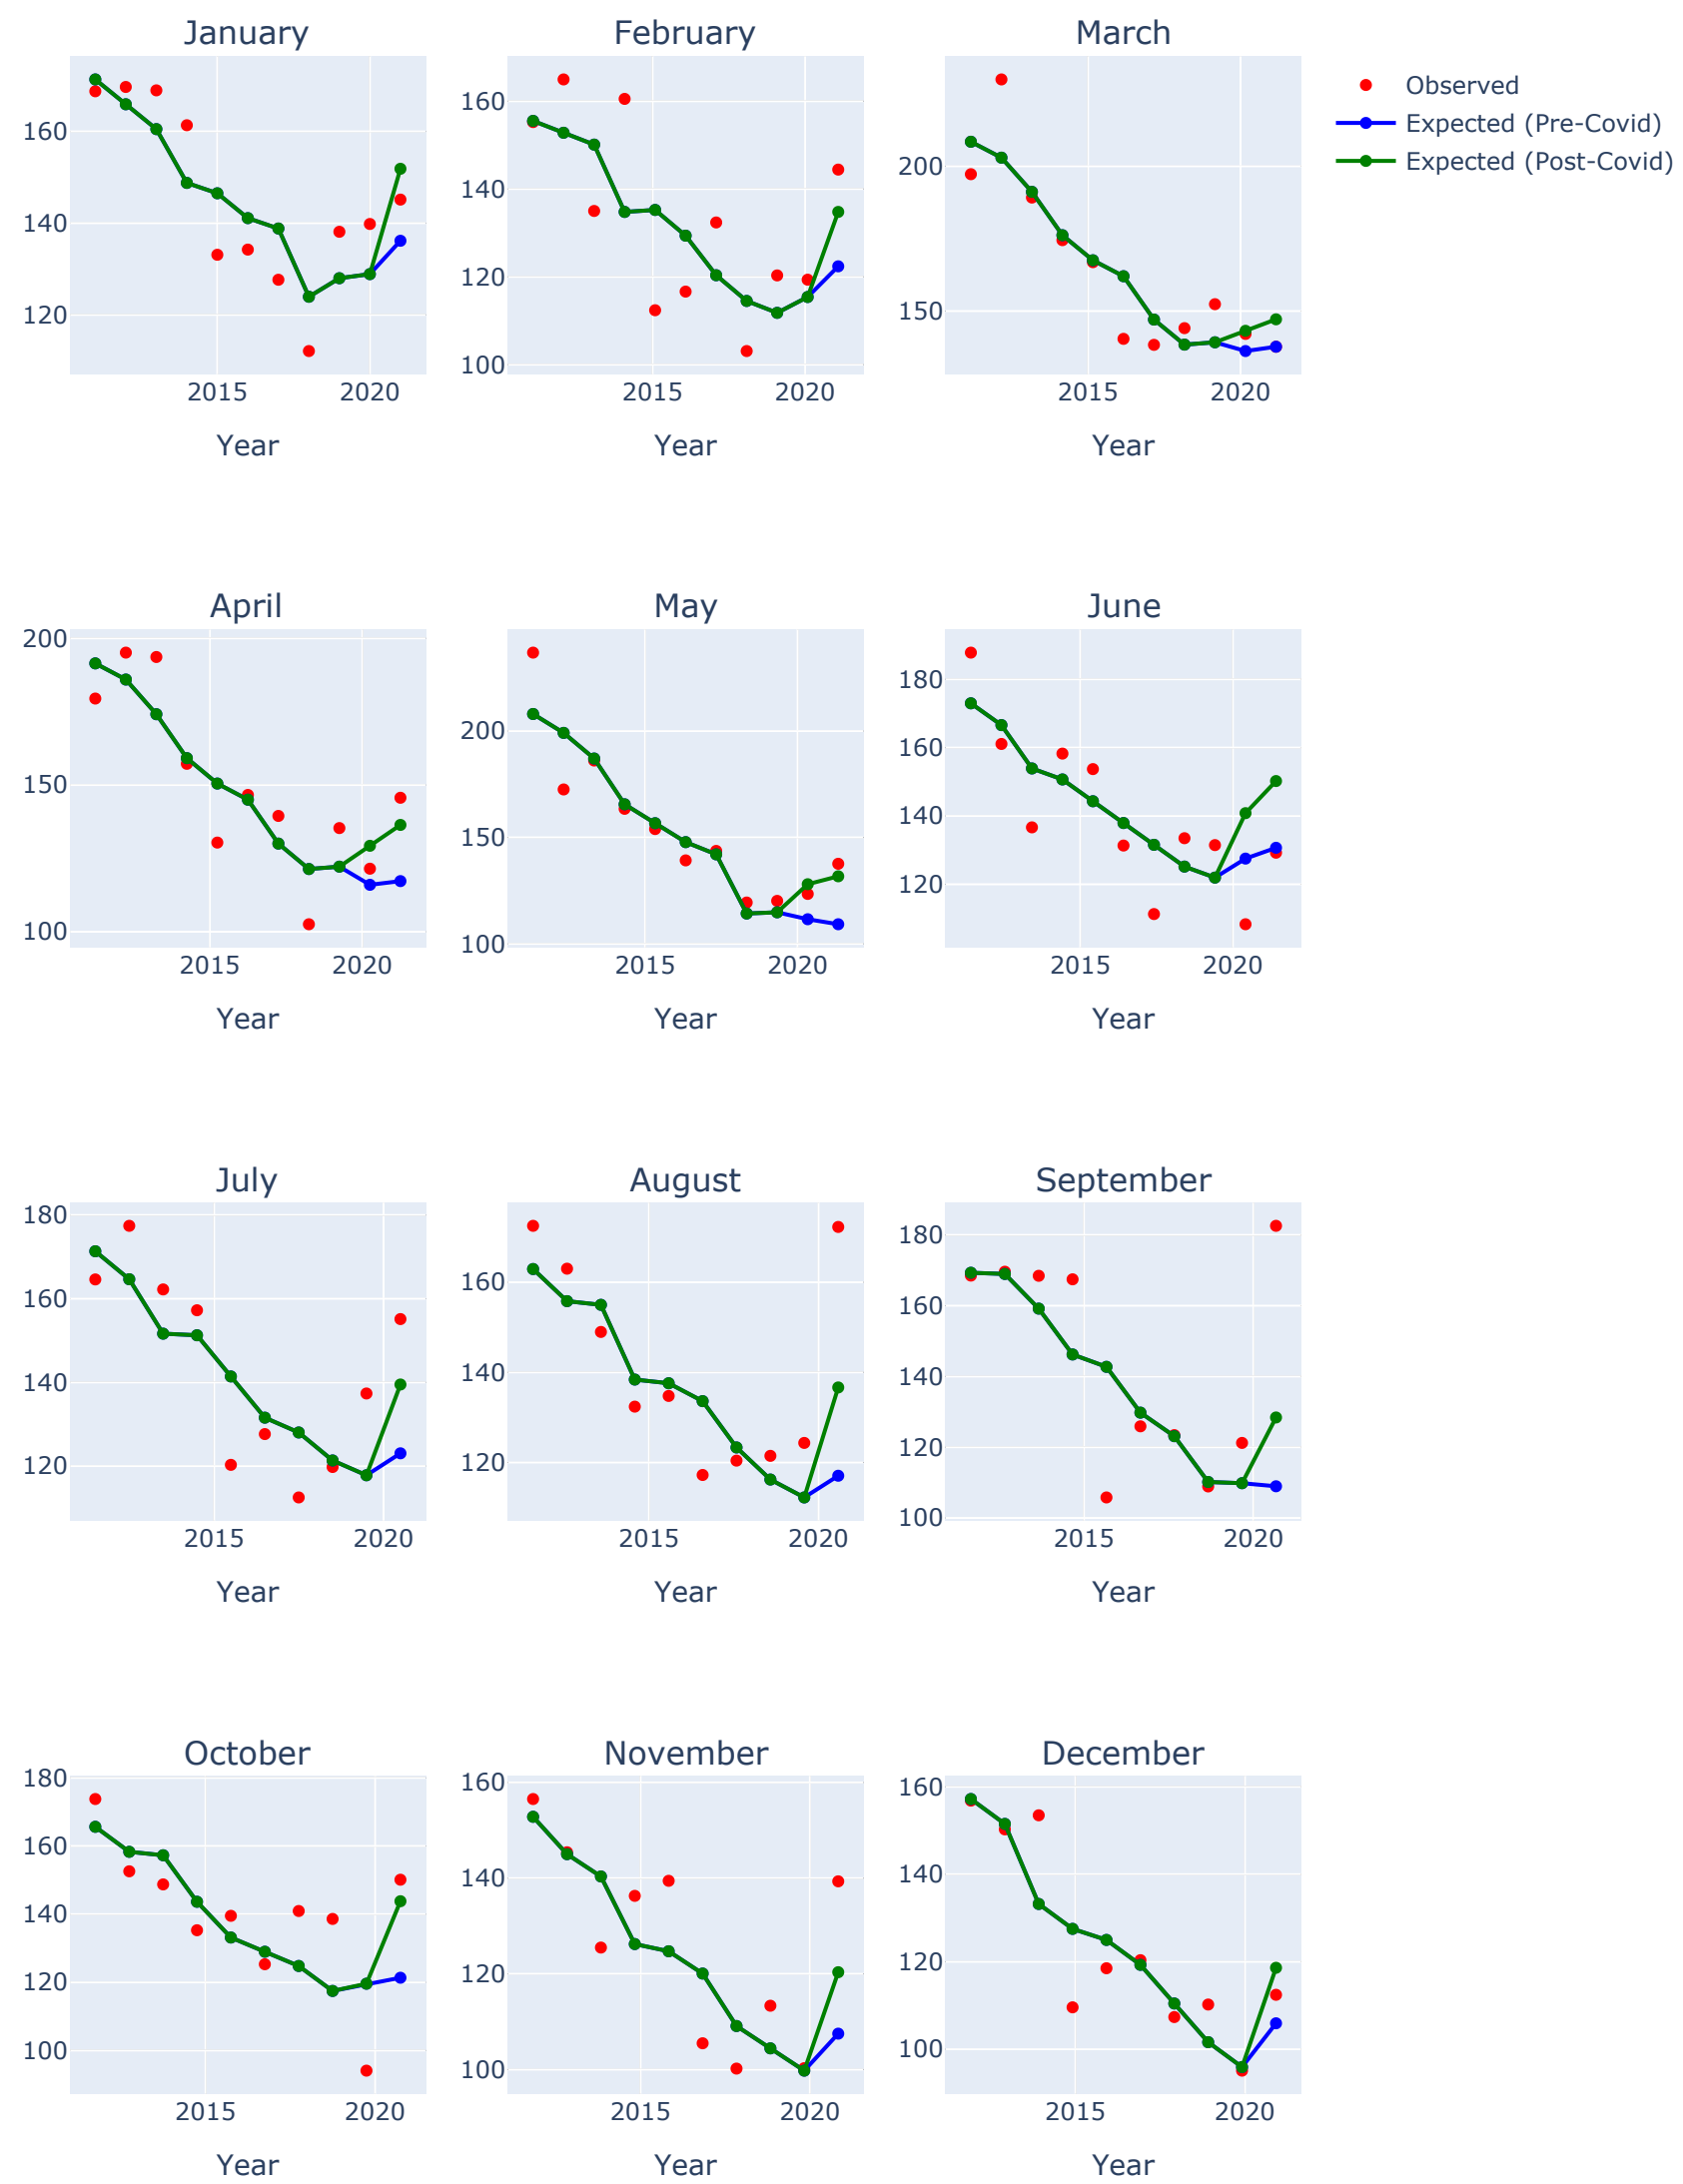 January
February
March
Observed
Expected (Pre-Covid)
Expected (Post-Covid)
160
140
120
2015
2020
Year
160
140
120
100
2015
2020
Year
200
150
2015
2020
Year
April
May
June
200
150
100
2015
2020
Year
200
150
100
2015
2020
Year
180
160
140
120
2015
2020
Year
July
August
September
180
160
140
120
2015
2020
Year
160
140
120
2015
2020
Year
180
160
140
120
100
2015
2020
Year
October
November
December
180
160
140
120
100
2015
2020
Year
160
140
120
100
2015
2020
Year
160
140
120
100
2015
2020
Year